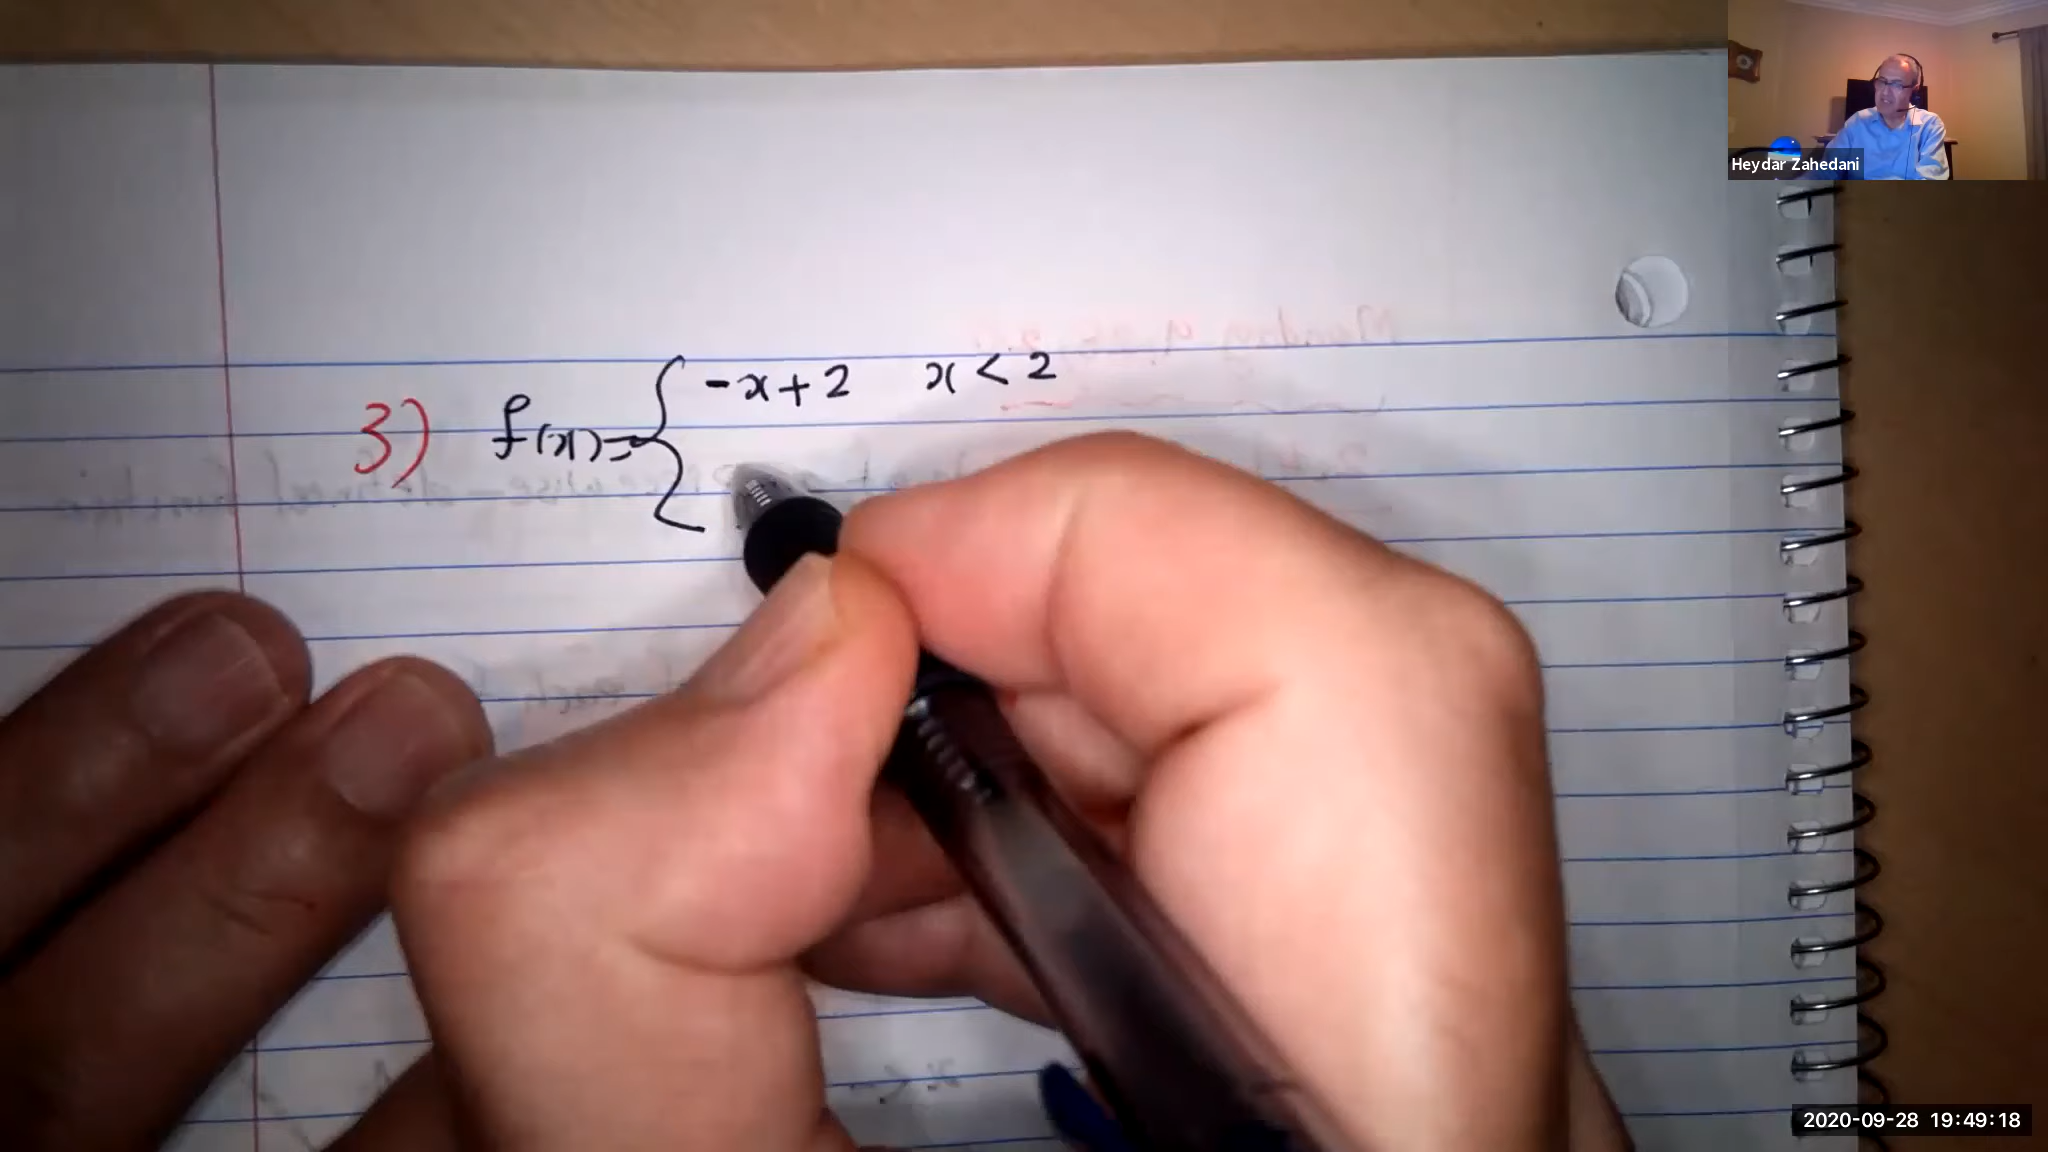 Heydar Zahedani
3) f(x)= { -x+2 x < 2
2020-09-28 19:49:18